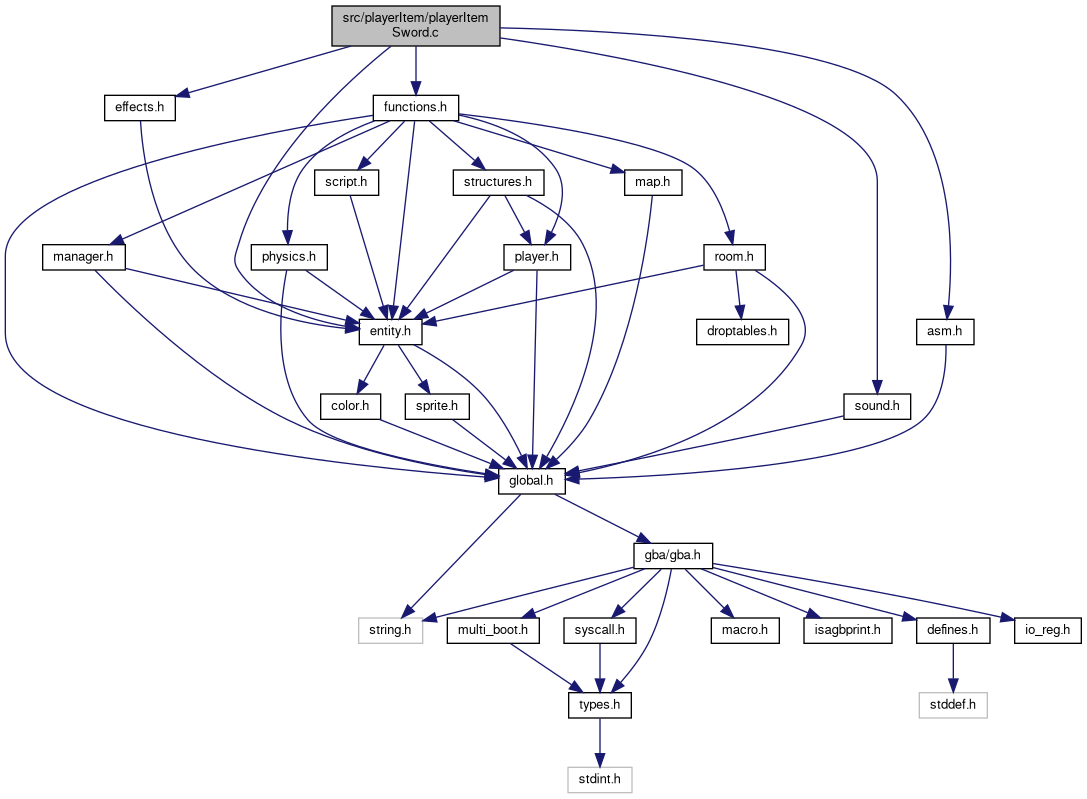 src/playerItem/playerItem
Sword.c
effects.h
functions.h
script.h
structures.h
map.h
manager.h
physics.h
player.h
room.h
entity.h
droptables.h
asm.h
color.h
sprite.h
sound.h
global.h
gba/gba.h
string.h
multi_boot.h
syscall.h
macro.h
isagbprint.h
defines.h
io_reg.h
types.h
stddef.h
stdint.h